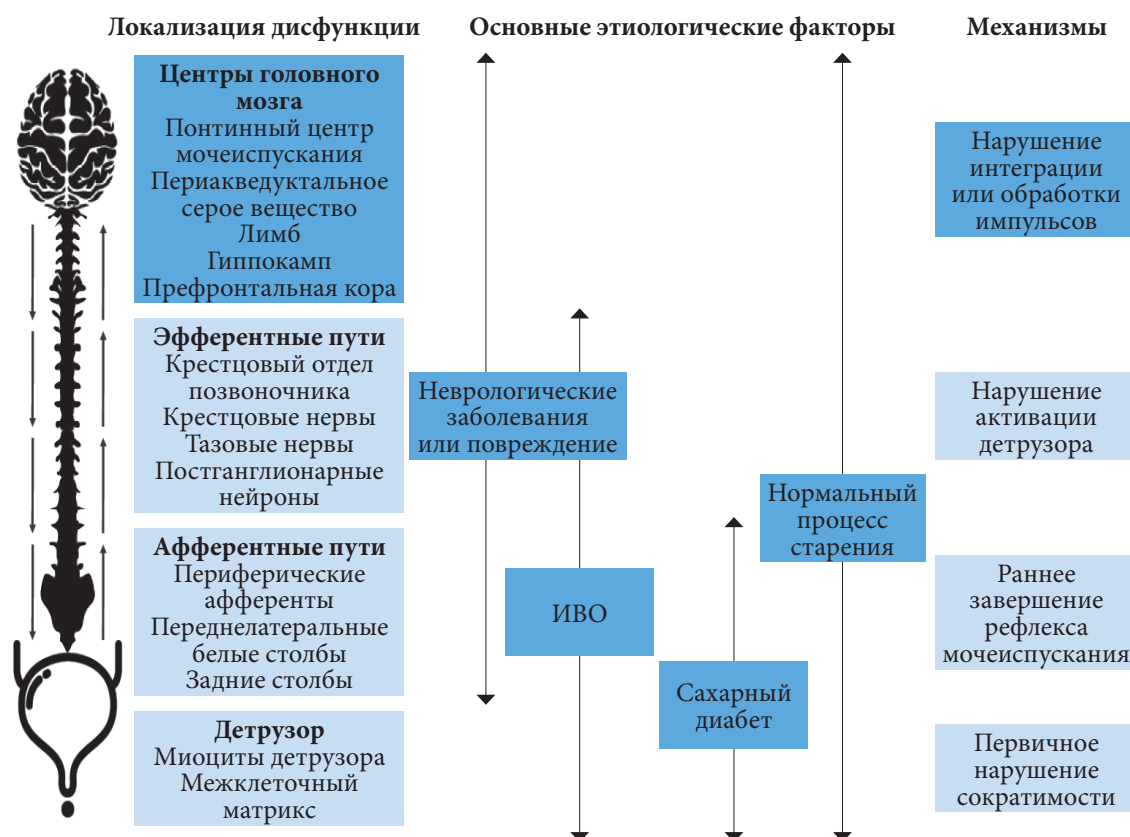 Локализация дисфункции
Основные этиологические факторы
Механизмы
Центры головного
мозга
Понтинный центр
мочеиспускания
Периакведуктальное
серое вещество
Лимб
Гиппокамп
Префронтальная кора
Эфферентные пути
Крестцовый отдел
позвоночника
Крестцовые нервы
Тазовые нервы
Постганглионарные
нейроны
Афферентные пути
Периферические
афференты
Переднелатеральные
белые столбы
Задние столбы
Детрузор
Миоциты детрузора
Межклеточный
матрикс
Неврологические
заболевания
или повреждение
ИВО
Сахарный
диабет
Нормальный
процесс
старения
Нарушение
интеграции
или обработки
импульсов
Нарушение
активации
детрузора
Раннее
завершение
рефлекса
мочеиспускания
Первичное
нарушение
сократимости